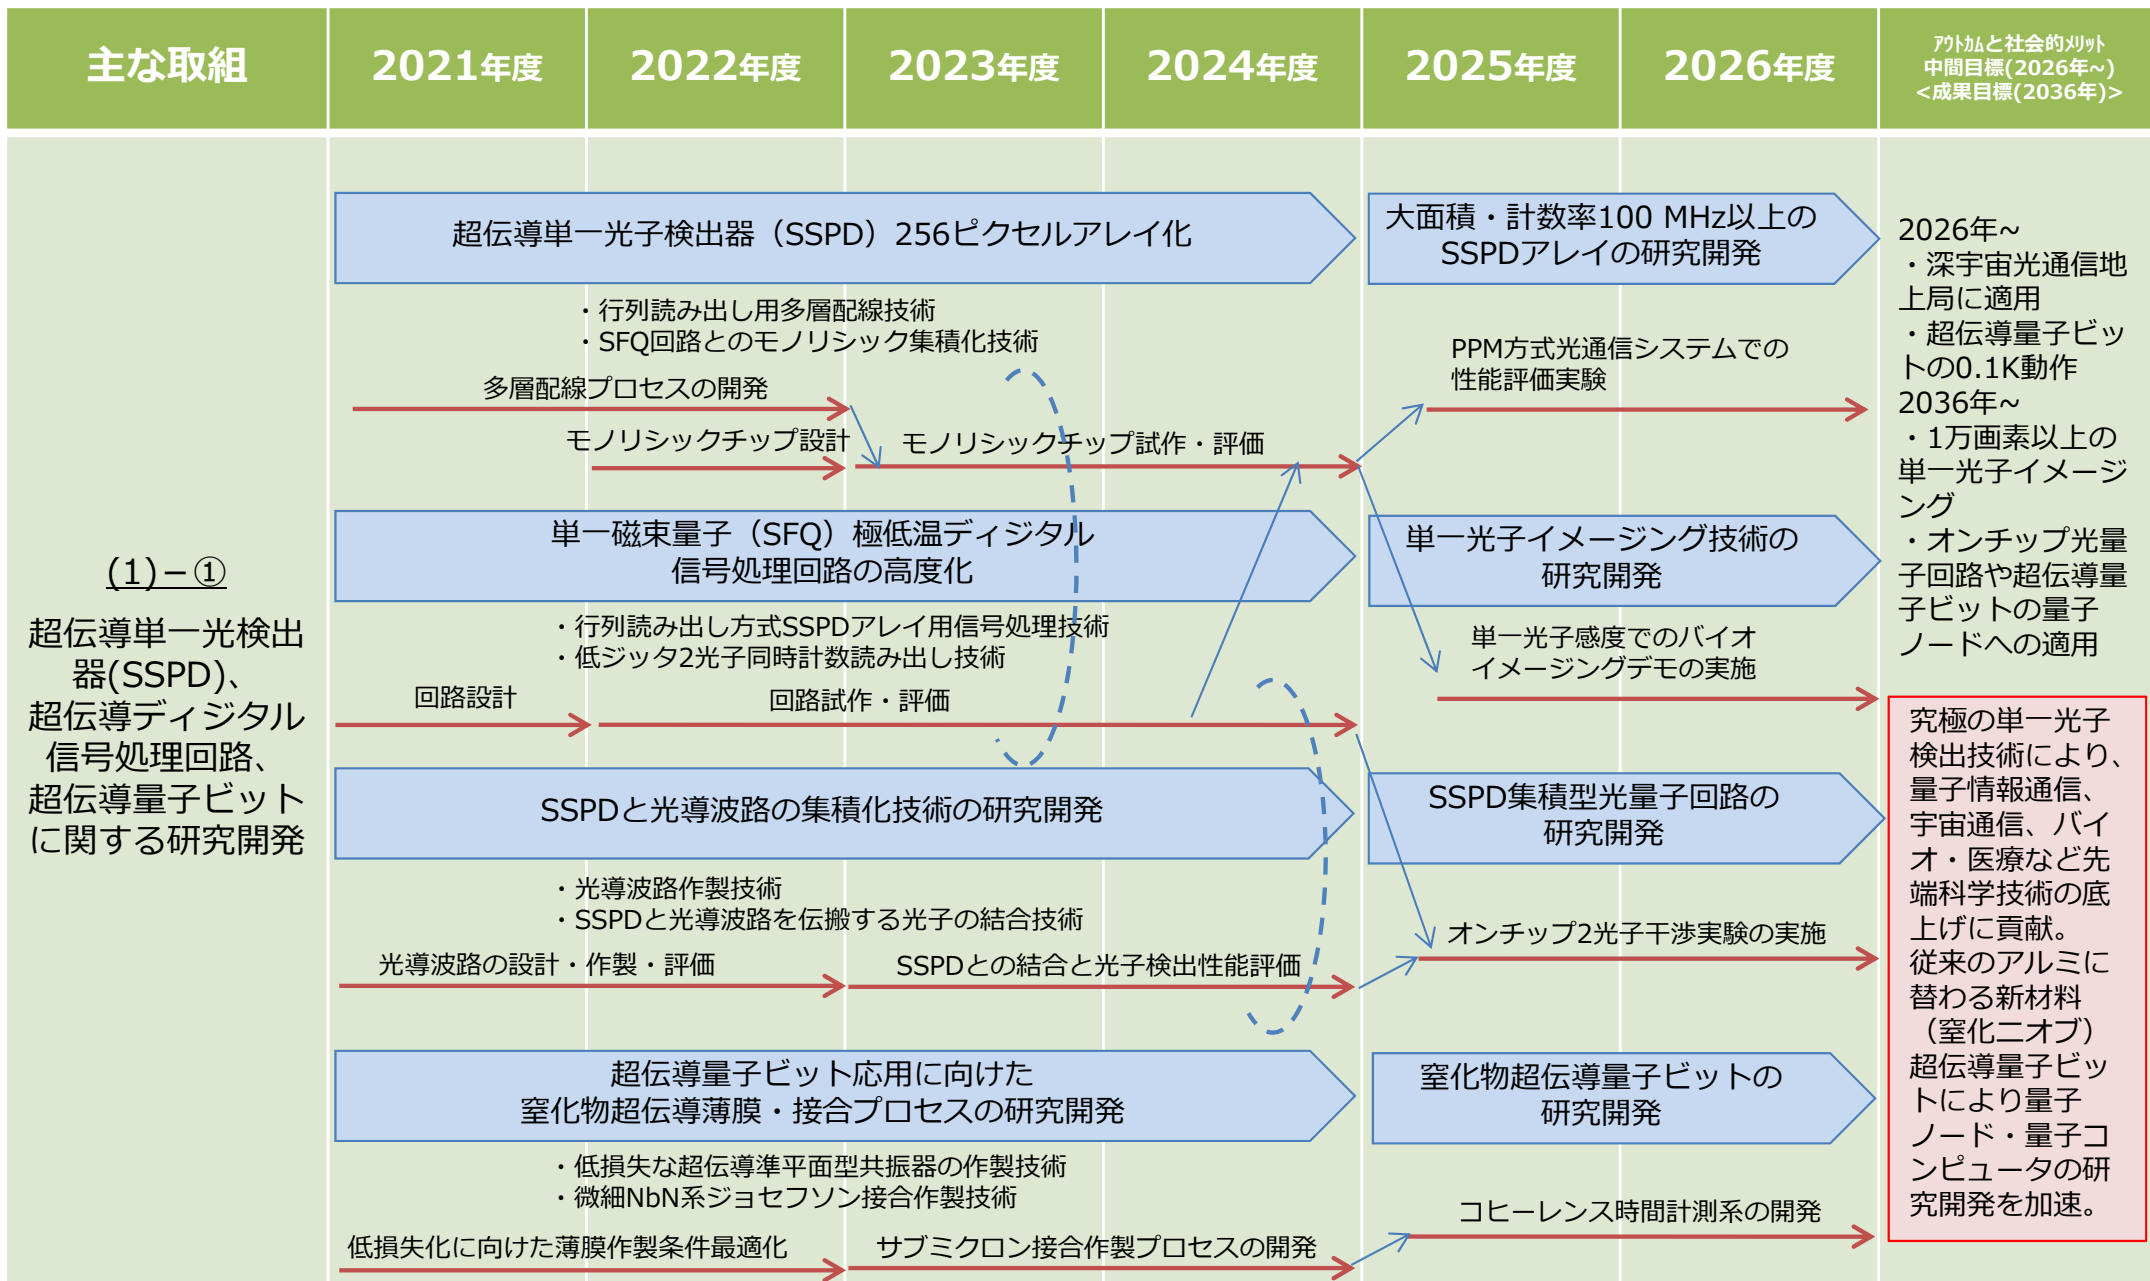 主な取組
2021年度
2022年度
2023年度
2024年度
2025年度
2026年度
ｱｳﾄｶﾑと社会的ﾒﾘｯﾄ
中間目標(2026年~)
<成果目標(2036年)>
(1)－①
超伝導単一光検出
器(SSPD)、
超伝導ディジタル
信号処理回路、
超伝導量子ビット
に関する研究開発
超伝導単一光子検出器（SSPD）256ピクセルアレイ化
・行列読み出し用多層配線技術
・SFQ回路とのモノリシック集積化技術
多層配線プロセスの開発
モノリシックチップ設計
モノリシックチップ試作・評価
大面積・計数率100 MHz以上の
SSPDアレイの研究開発
PPM方式光通信システムでの
性能評価実験
単一磁束量子（SFQ）極低温ディジタル
信号処理回路の高度化
・行列読み出し方式SSPDアレイ用信号処理技術
・低ジッタ2光子同時計数読み出し技術
回路設計
回路試作・評価
単一光子イメージング技術の
研究開発
単一光子感度でのバイオ
イメージングデモの実施
SSPDと光導波路の集積化技術の研究開発
・光導波路作製技術
・SSPDと光導波路を伝搬する光子の結合技術
光導波路の設計・作製・評価
SSPDとの結合と光子検出性能評価
SSPD集積型光量子回路の
研究開発
オンチップ2光子干渉実験の実施
超伝導量子ビット応用に向けた
窒化物超伝導薄膜・接合プロセスの研究開発
・低損失な超伝導準平面型共振器の作製技術
・微細NbN系ジョセフソン接合作製技術
低損失化に向けた薄膜作製条件最適化
サブミクロン接合作製プロセスの開発
窒化物超伝導量子ビットの
研究開発
コヒーレンス時間計測系の開発
2026年~
・深宇宙光通信地
上局に適用
・超伝導量子ビッ
トの0.1K動作
2036年~
・1万画素以上の
単一光子イメージ
ング
・オンチップ光量
子回路や超伝導量
子ビットの量子
ノードへの適用
究極の単一光子
検出技術により、
量子情報通信、
宇宙通信、バイ
オ・医療など先
端科学技術の底
上げに貢献。
従来のアルミに
替わる新材料
（窒化ニオブ）
超伝導量子ビッ
トにより量子
ノード・量子コ
ンピュータの研
究開発を加速。